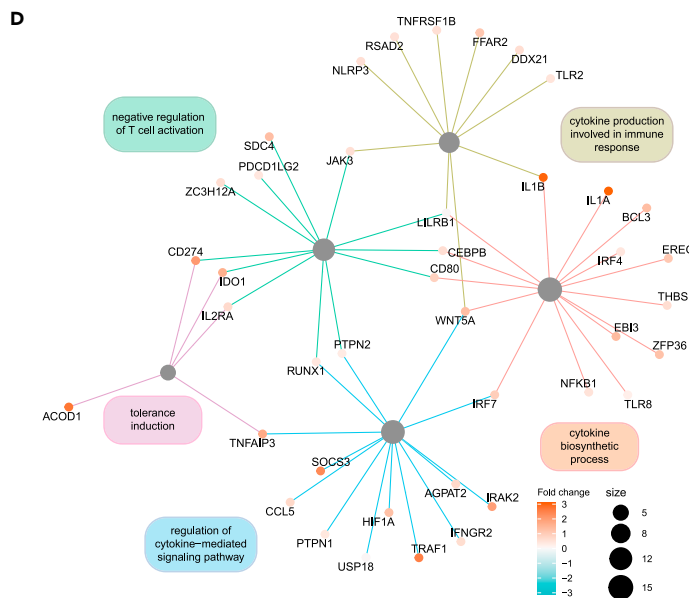 D
TNFRSF1B
RSAD2
FFAR2
NLRP3
DDX21
TLR2
negative regulation
of T cell activation
cytokine production
involved in immune
response
SDC4
JAK3
PDCD1LG2
ZC3H12A
IL1B
IL1A
BCL3
LILRB1
CD274
CEBPB
IRF4
EREG
IDO1
CD80
IL2RA
THBS
WNT5A
EBI3
ZFP36
PTPN2
RUNX1
NFKB1
TLR8
ACOD1
tolerance
induction
TNFAIP3
IRF7
cytokine
biosynthetic
process
SOCS3
AGPAT2
IRAK2
CCL5
HIF1A
regulation of
cytokine−mediated
signaling pathway
PTPN1
IFNGR2
USP18
TRAF1
Fold change
3
2
1
0
−1
−2
−3
size
5
8
12
15